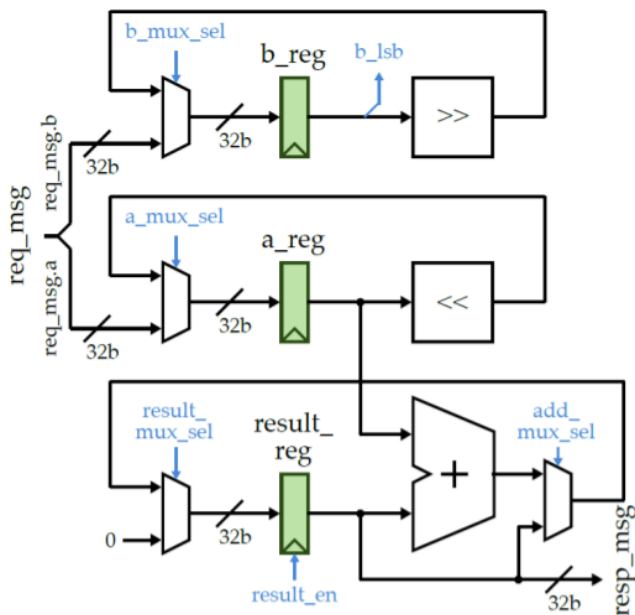 b_mux_sel
b_reg
b_lsb
>>
32b
32b
req_msg.b
req_msg
req_msg.a
a_mux_sel
a_reg
<<
32b
32b
result_
mux_sel
result_
reg
add_
mux_sel
+
0
32b
result_en
32b
resp_msg